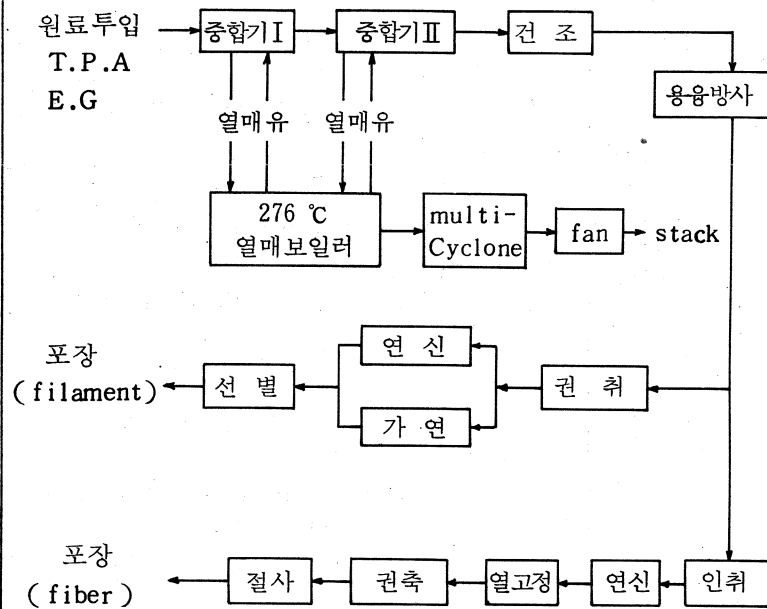 원료투입
T.P.A
E.G
중합기Ⅰ
중합기Ⅱ
건 조
용융방사
열매유
열매유
276 ℃
열매보일러
multi-
Cyclone
fan
stack
포장
(filament)
선 별
연 신
가 연
권 취
포장
(fiber)
절사
권축
열고정
연신
인취